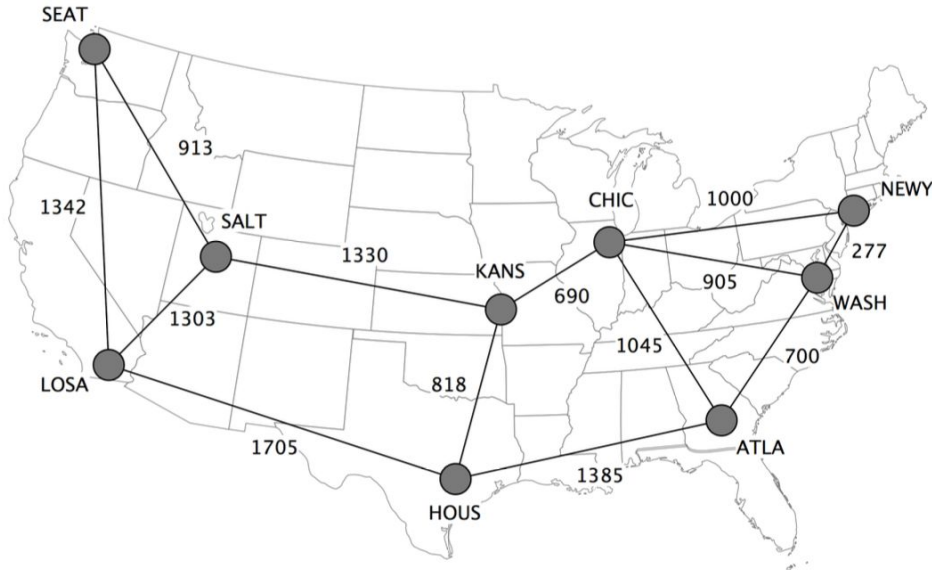 SEAT
913
1342
SALT
1330
1303
LOSA
1705
KANS
690
818
HOUS
1385
CHIC
1000
NEWY
277
905
WASH
1045
700
ATLA